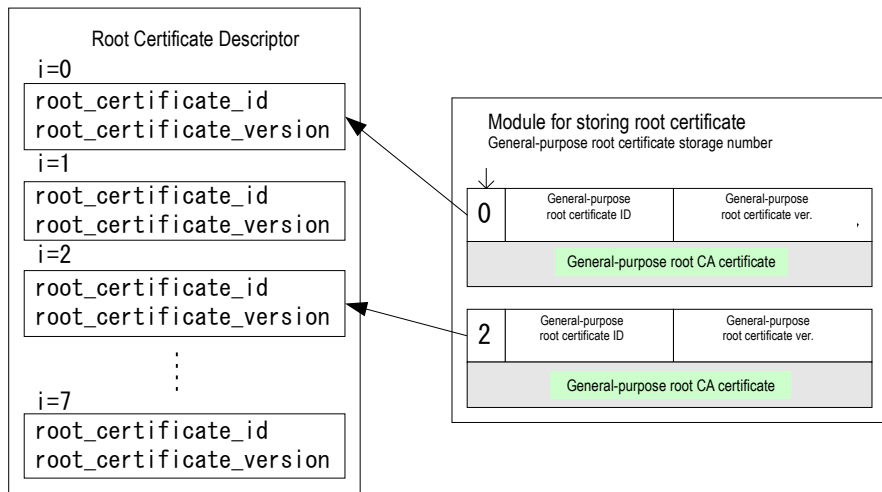 Root Certificate Descriptor
i=0
root_certificate_id
root_certificate_version
i=1
root_certificate_id
root_certificate_version
i=2
root_certificate_id
root_certificate_version
i=7
root_certificate_id
root_certificate_version
Module for storing root certificate
General-purpose root certificate storage number
0
General-purpose
root certificate ID
General-purpose
root certificate ver.
,
General-purpose root CA certificate
2
General-purpose
root certificate ID
General-purpose
root certificate ver.
General-purpose root CA certificate